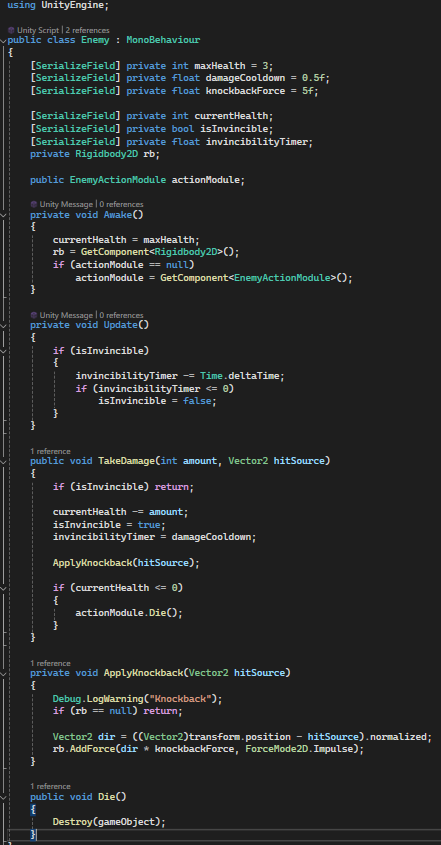 using UnityEngine;
Unity Script | 2 references
public class Enemy : MonoBehaviour
{
[SerializeField] private int maxHealth = 3;
[SerializeField] private float damageCooldown = 0.5f;
[SerializeField] private float knockbackForce = 5f;
[SerializeField] private int currentHealth;
[SerializeField] private bool isInvincible;
[SerializeField] private float invincibilityTimer;
private Rigidbody2D rb;
public EnemyActionModule actionModule;
Unity Message | 0 references
private void Awake()
{
currentHealth = maxHealth;
rb = GetComponent<Rigidbody2D>();
if (actionModule == null)
actionModule = GetComponent<EnemyActionModule>();
}
Unity Message | 0 references
private void Update()
{
if (isInvincible)
{
invincibilityTimer -= Time.deltaTime;
if (invincibilityTimer <= 0)
isInvincible = false;
}
}
1 reference
public void TakeDamage(int amount, Vector2 hitSource)
{
if (isInvincible) return;
currentHealth -= amount;
isInvincible = true;
invincibilityTimer = damageCooldown;
ApplyKnockback(hitSource);
if (currentHealth <= 0)
{
actionModule.Die();
}
}
1 reference
private void ApplyKnockback(Vector2 hitSource)
{
Debug.LogWarning("Knockback");
if (rb == null) return;
Vector2 dir = ((Vector2)transform.position - hitSource).normalized;
rb.AddForce(dir * knockbackForce, ForceMode2D.Impulse);
}
1 reference
public void Die()
{
Destroy(gameObject);
}